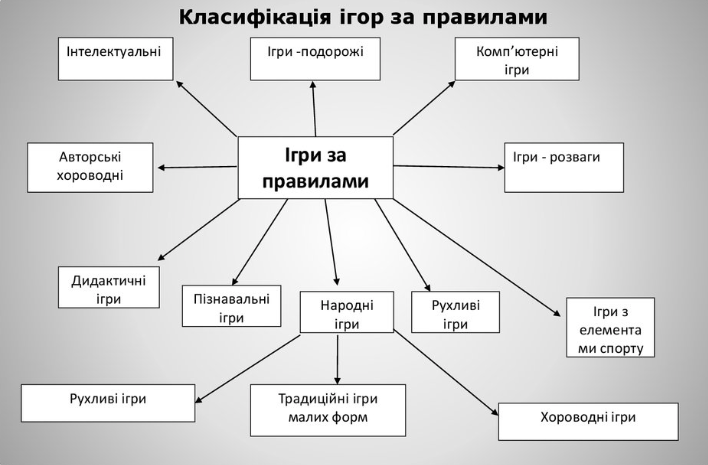 Класифікація ігор за правилами
Інтелектуальні
Ігри -подорожі
Комп’ютерні
ігри
Авторські
хороводні
Ігри за
правилами
Ігри - розваги
Дидактичні
ігри
Пізнавальні
ігри
Народні
ігри
Рухливі
ігри
Ігри з
елемента
ми спорту
Рухливі ігри
Традиційні ігри
малих форм
Хороводні ігри